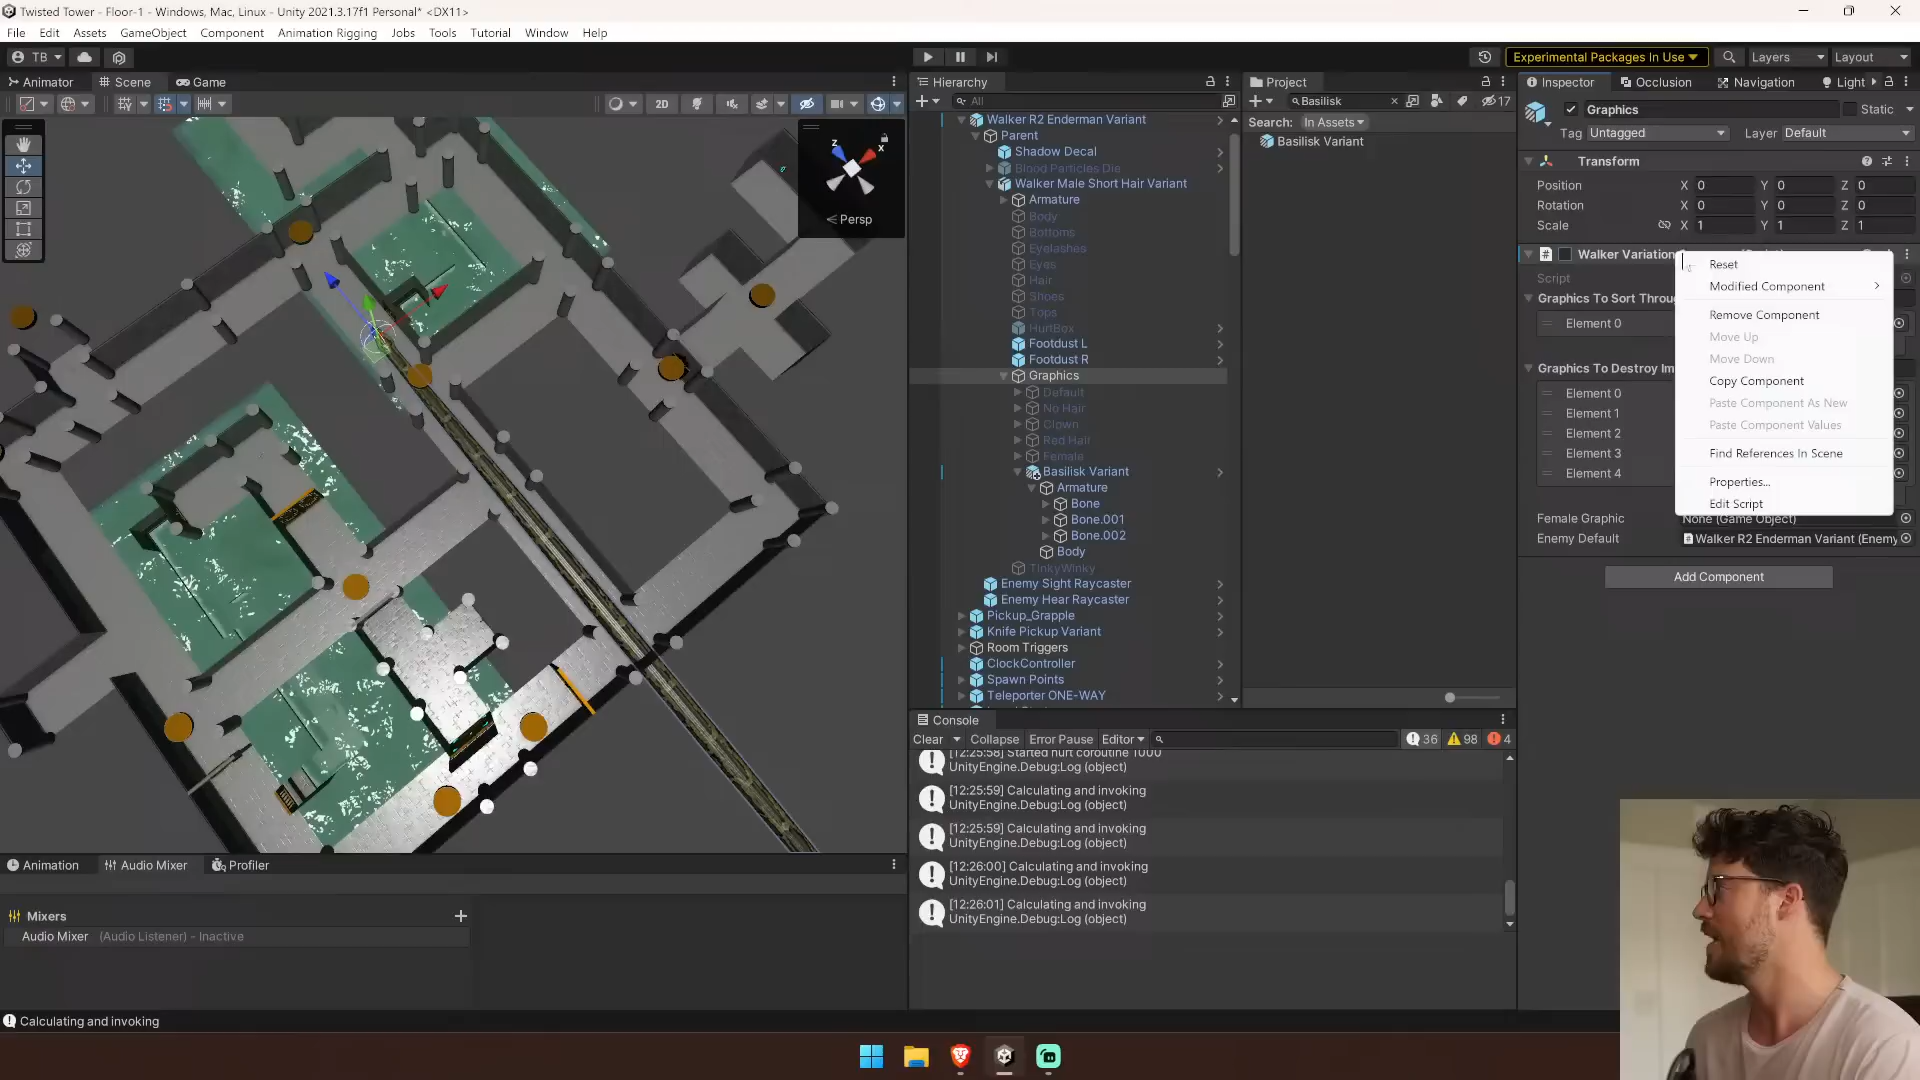 Twisted Tower - Floor-1 - Windows, Mac, Linux - Unity 2021.3.17f1 Personal* <DX11>
File Edit Assets GameObject Component Animation Rigging Jobs Tools Tutorial Window Help
TB
Experimental Packages In Use
Layers
Layout
Animator
Scene
Game
2D
z
x
Persp
Hierarchy
All
Walker R2 Enderman Variant
Parent
Shadow Decal
Blood Particles Die
Walker Male Short Hair Variant
Armature
Body
Bottoms
Eyelashes
Eyes
Hair
Shoes
Tops
HurtBox
Footdust L
Footdust R
Graphics
Default
No Hair
Clown
Red Hair
Female
Basilisk Variant
Armature
Bone
Bone.001
Bone.002
Body
TinkyWinky
Enemy Sight Raycaster
Enemy Hear Raycaster
Pickup_Grapple
Knife Pickup Variant
Room Triggers
ClockController
Spawn Points
Teleporter ONE-WAY
Project
Basilisk
17
Search: In Assets
Basilisk Variant
Inspector
Occlusion
Navigation
Light
Graphics
Static
Tag Untagged
Layer Default
Transform
Position X 0 Y 0 Z 0
Rotation X 0 Y 0 Z 0
Scale X 1 Y 1 Z 1
Walker Variation
Script
Graphics To Sort Throu
Element 0
Graphics To Destroy Im
Element 0
Element 1
Element 2
Element 3
Element 4
Female Graphic None (Game Object)
Enemy Default Walker R2 Enderman Variant (Enemy
Add Component
Reset
Modified Component
Remove Component
Move Up
Move Down
Copy Component
Paste Component As New
Paste Component Values
Find References In Scene
Properties...
Edit Script
Console
Clear Collapse Error Pause Editor
36 98 4
[12:25:58] Started hurt coroutine 1000
UnityEngine.Debug:Log (object)
[12:25:59] Calculating and invoking
UnityEngine.Debug:Log (object)
[12:25:59] Calculating and invoking
UnityEngine.Debug:Log (object)
[12:26:00] Calculating and invoking
UnityEngine.Debug:Log (object)
[12:26:01] Calculating and invoking
UnityEngine.Debug:Log (object)
Animation
Audio Mixer
Profiler
Mixers
Audio Mixer (Audio Listener) - Inactive
Calculating and invoking